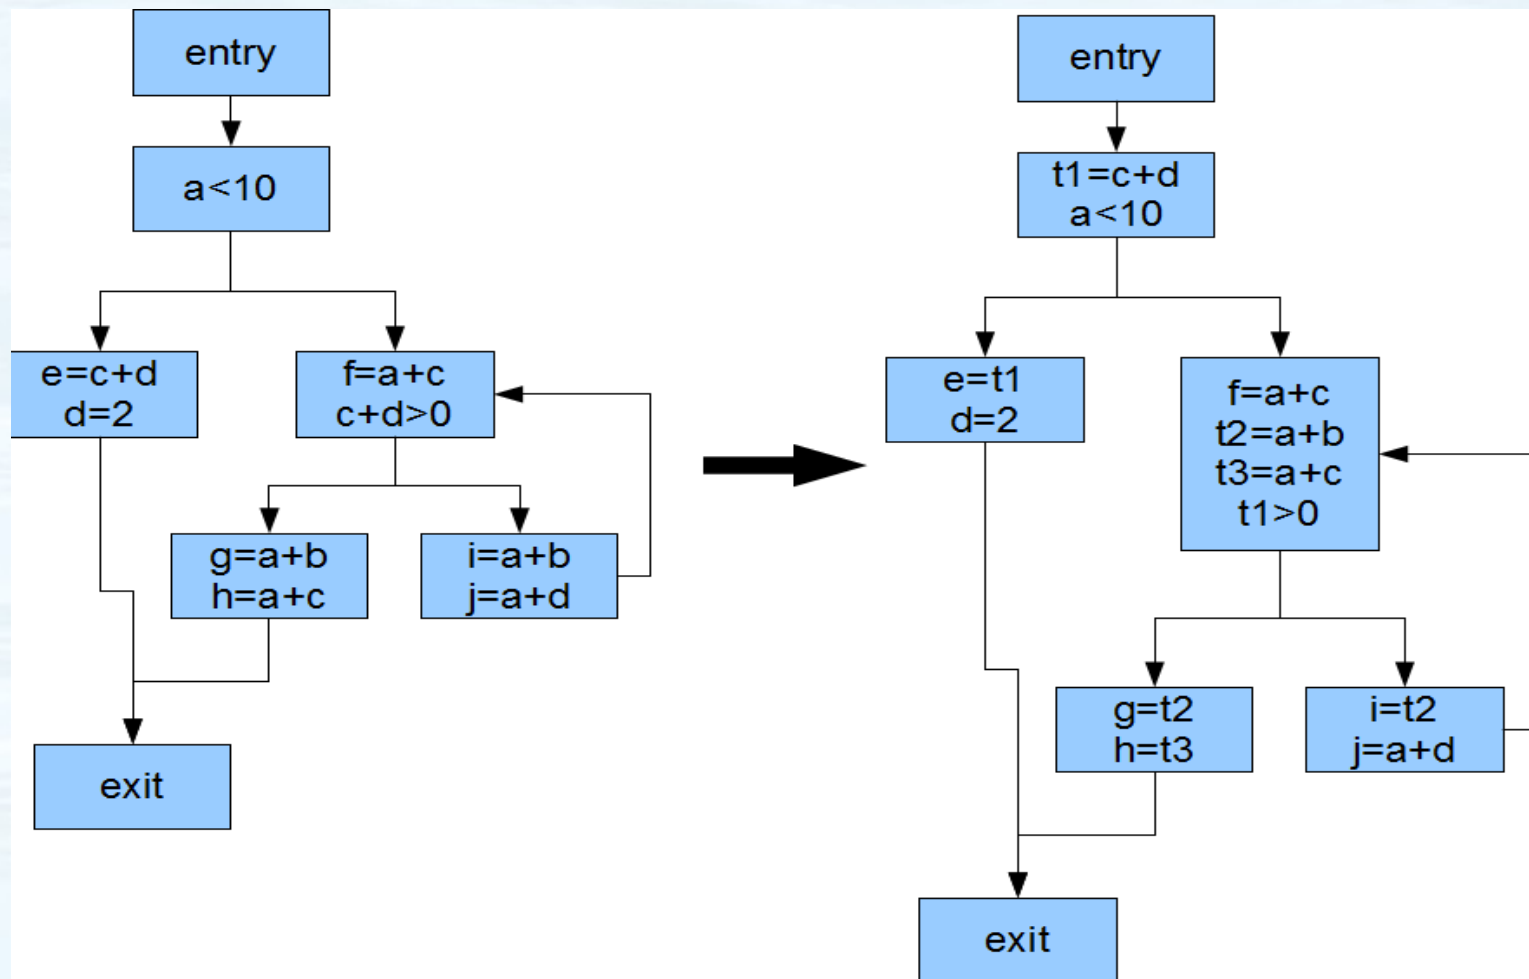 entry
a<10
e=c+d
d=2
f=a+c
c+d>0
g=a+b
h=a+c
i=a+b
j=a+d
exit
entry
t1=c+d
a<10
e=t1
d=2
f=a+c
t2=a+b
t3=a+c
t1>0
g=t2
h=t3
i=t2
j=a+d
exit